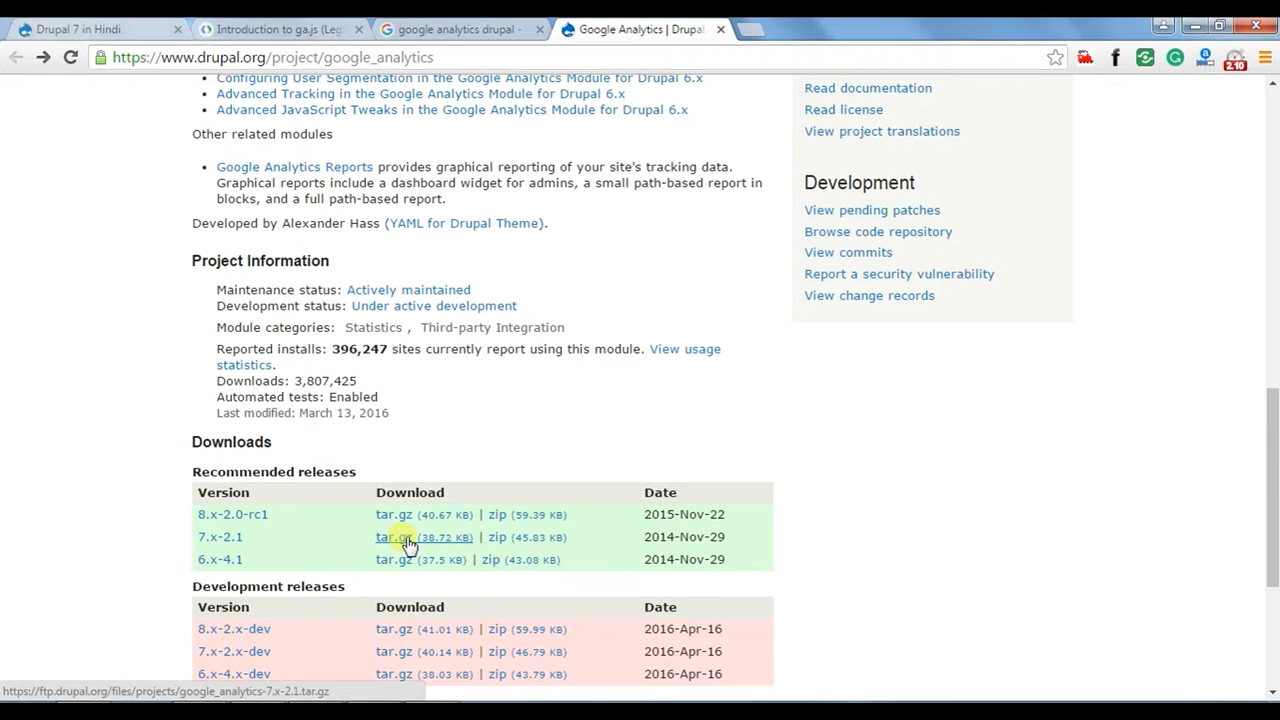 Drupal 7 in Hindi
Introduction to ga.js (Leg
google analytics drupal -
Google Analytics | Drupal.
https://www.drupal.org/project/google_analytics
2.10
Configuring User Segmentation in the Google Analytics Module for Drupal 6.x
Advanced Tracking in the Google Analytics Module for Drupal 6.x
Advanced JavaScript Tweaks in the Google Analytics Module for Drupal 6.x
Other related modules
Google Analytics Reports provides graphical reporting of your site's tracking data.
Graphical reports include a dashboard widget for admins, a small path-based report in
blocks, and a full path-based report.
Developed by Alexander Hass (YAML for Drupal Theme).
Project Information
Maintenance status: Actively maintained
Development status: Under active development
Module categories: Statistics , Third-party Integration
Reported installs: 396,247 sites currently report using this module. View usage
statistics.
Downloads: 3,807,425
Automated tests: Enabled
Last modified: March 13, 2016
Downloads
Recommended releases
Version Download Date
8.x-2.0-rc1 tar.gz (40.67 KB) | zip (59.39 KB) 2015-Nov-22
7.x-2.1 tar.gz (38.72 KB) | zip (45.83 KB) 2014-Nov-29
6.x-4.1 tar.gz (37.5 KB) | zip (43.08 KB) 2014-Nov-29
Development releases
Version Download Date
8.x-2.x-dev tar.gz (41.01 KB) | zip (59.99 KB) 2016-Apr-16
7.x-2.x-dev tar.gz (40.14 KB) | zip (46.79 KB) 2016-Apr-16
6.x-4.x-dev tar.gz (38.03 KB) | zip (43.79 KB) 2016-Apr-16
https://ftp.drupal.org/files/projects/google_analytics-7.x-2.1.tar.gz
Read documentation
Read license
View project translations
Development
View pending patches
Browse code repository
View commits
Report a security vulnerability
View change records